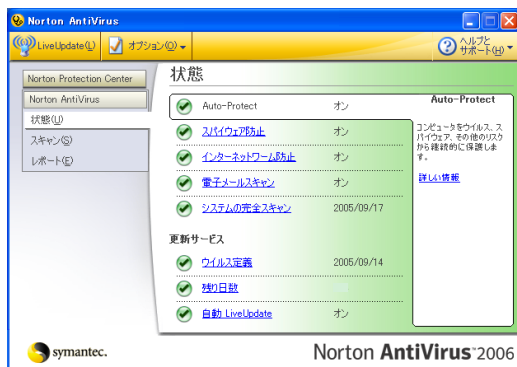 Norton AntiVirus
LiveUpdate(L)
オプション(O)
ヘルプと
サポート(H)
Norton Protection Center
Norton AntiVirus
状態(U)
スキャン(S)
レポート(E)
状態
Auto-Protect オン
スパイウェア防止 オン
インターネットワーム防止 オン
電子メールスキャン オン
システムの完全スキャン 2005/09/17
更新サービス
ウイルス定義 2005/09/14
残り日数
自動 LiveUpdate オン
Auto-Protect
コンピュータをウイルス、ス
パイウェア、その他のリスク
から継続的に保護しま
す。
詳しい情報
symantec.
Norton AntiVirus 2006